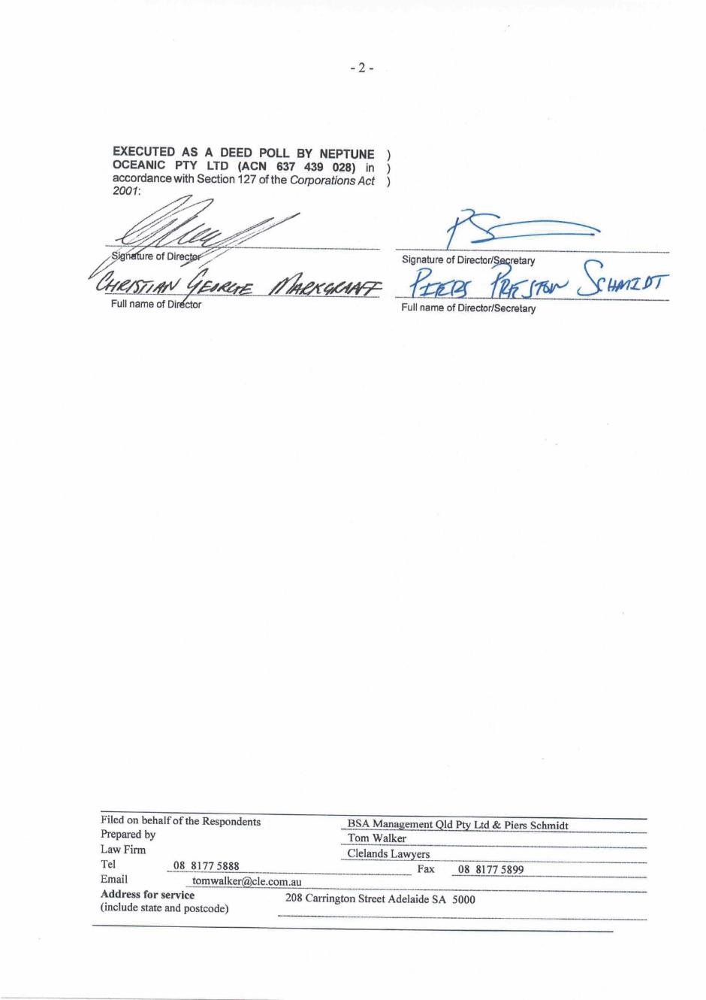 - 2 -
EXECUTED AS A DEED POLL BY NEPTUNE )
OCEANIC PTY LTD (ACN 637 439 028) in )
accordance with Section 127 of the Corporations Act )
2001:
Signature of Director
Signature of Director/Secretary
CHRISTIAN GEORGE MARKGRAFF
PIERS PRESTON SCHMIDT
Full name of Director
Full name of Director/Secretary
Filed on behalf of the Respondents BSA Management Qld Pty Ltd & Piers Schmidt
Prepared by Tom Walker
Law Firm Clelands Lawyers
Tel 08 8177 5888 Fax 08 8177 5899
Email tomwalker@cle.com.au
Address for service 208 Carrington Street Adelaide SA 5000
(include state and postcode)